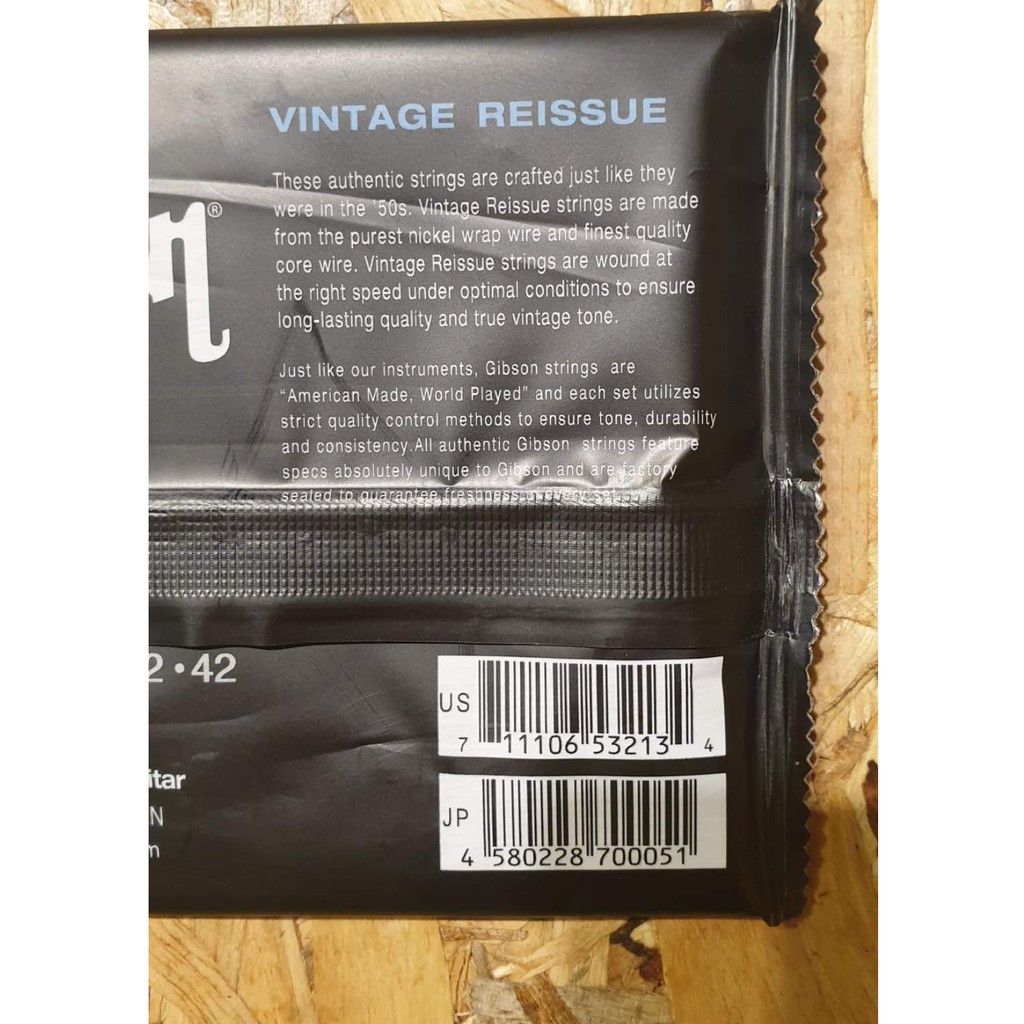 VINTAGE REISSUE
These authentic strings are crafted just like they
were in the '50s. Vintage Reissue strings are made
from the purest nickel wrap wire and finest quality
core wire. Vintage Reissue strings are wound at
the right speed under optimal conditions to ensure
long-lasting quality and true vintage tone.
n®
Just like our instruments, Gibson strings are
"American Made, World Played" and each set utilizes
strict quality control methods to ensure tone, durability
and consistency.All authentic Gibson strings feature
specs absolutely unique to Gibson and are factory
sealed to guarantee freshness
2•42
US
7 11106 53213 4
itar
N
m
JP
4 580228 700051